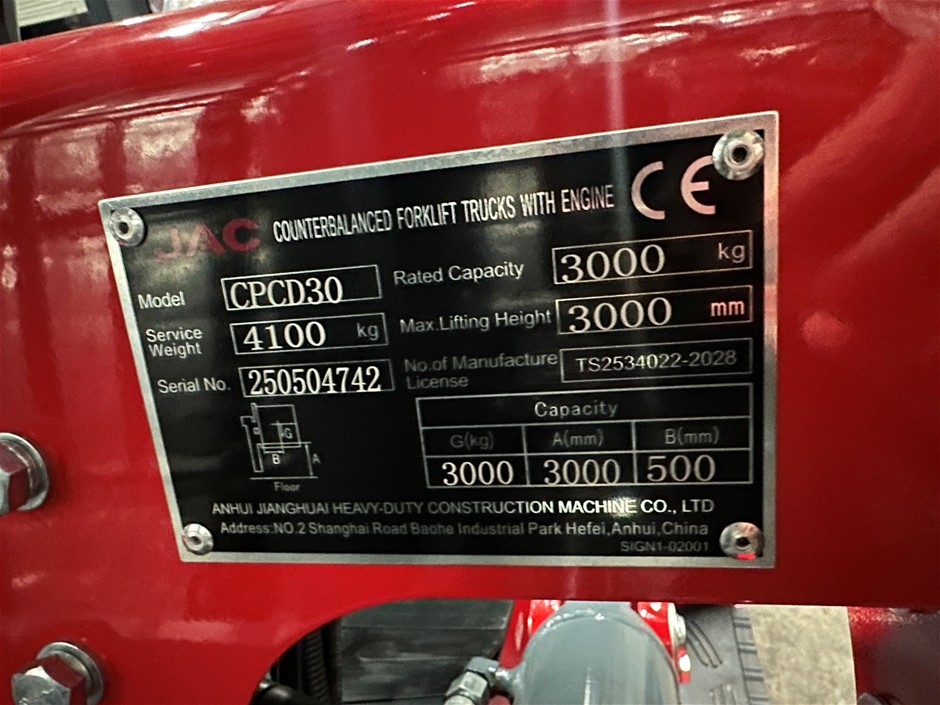 JAC COUNTERBALANCED FORKLIFT TRUCKS WITH ENGINE CE
Model CPCD30 Rated Capacity 3000 kg
Service Weight 4100 kg Max.Lifting Height 3000 mm
Serial No. 250504742 No.of Manufacture License TS2534022-2028
Capacity
G(kg) A(mm) B(mm)
3000 3000 500
G
B A
Floor
ANHUI JIANGHUAI HEAVY-DUTY CONSTRUCTION MACHINE CO., LTD
Address:NO.2 Shanghai Road Baohe Industrial Park Hefei,Anhui,China
SIGN1-02001